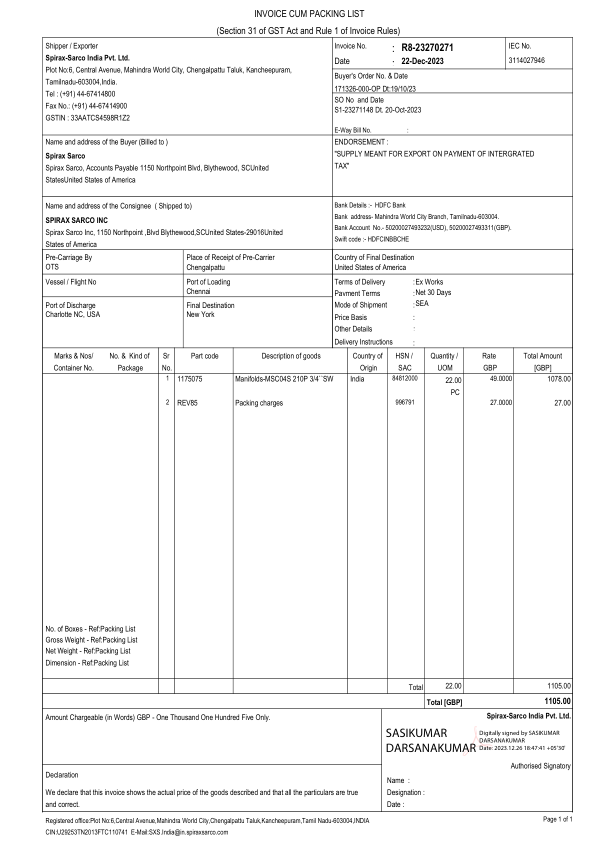 INVOICE CUM PACKING LIST
(Section 31 of GST Act and Rule 1 of Invoice Rules)
Shipper / Exporter
Spirax-Sarco India Pvt. Ltd.
Plot No:6, Central Avenue, Mahindra World City, Chengalpattu Taluk, Kancheepuram,
Tamilnadu-603004,India.
Tel : (+91) 44-67414800
Fax No.: (+91) 44-67414900
GSTIN : 33AATCS4598R1Z2
Invoice No. : R8-23270271
Date : 22-Dec-2023
IEC No.
3114027946
Buyer's Order No. & Date
171326-000-OP Dt:19/10/23
SO No and Date
S1-23271148 Dt. 20-Oct-2023
E-Way Bill No. :
Name and address of the Buyer (Billed to )
Spirax Sarco
Spirax Sarco, Accounts Payable 1150 Northpoint Blvd, Blythewood, SCUnited
StatesUnited States of America
ENDORSEMENT :
"SUPPLY MEANT FOR EXPORT ON PAYMENT OF INTERGRATED
TAX"
Name and address of the Consignee ( Shipped to)
SPIRAX SARCO INC
Spirax Sarco Inc, 1150 Northpoint ,Blvd Blythewood,SCUnited States-29016United
States of America
Bank Details :- HDFC Bank
Bank address- Mahindra World City Branch, Tamilnadu-603004.
Bank Account No.- 50200027493232(USD), 50200027493311(GBP).
Swift code :- HDFCINBBCHE
Pre-Carriage By
OTS
Place of Receipt of Pre-Carrier
Chengalpattu
Country of Final Destination
United States of America
Vessel / Flight No
Port of Loading
Chennai
Port of Discharge
Charlotte NC, USA
Final Destination
New York
Terms of Delivery : Ex Works
Payment Terms : Net 30 Days
Mode of Shipment : SEA
Price Basis :
Other Details :
Delivery Instructions :
Marks & Nos/ No. & Kind of Sr Part code Description of goods Country of HSN / Quantity / Rate Total Amount
Container No. Package No. Origin SAC UOM GBP [GBP]
1 1175075 Manifolds-MSC04S 210P 3/4``SW India 84812000 22.00 49.0000 1078.00
PC
2 REV85 Packing charges 996791 27.0000 27.00
No. of Boxes - Ref:Packing List
Gross Weight - Ref:Packing List
Net Weight - Ref:Packing List
Dimension - Ref:Packing List
Total 22.00 1105.00
Total [GBP] 1105.00
Amount Chargeable (in Words) GBP - One Thousand One Hundred Five Only.
Spirax-Sarco India Pvt. Ltd.
SASIKUMAR
DARSANAKUMAR
Digitally signed by SASIKUMAR
DARSANAKUMAR
Date: 2023.12.26 18:47:41 +05'30'
Authorised Signatory
Name :
Designation :
Date :
Declaration
We declare that this invoice shows the actual price of the goods described and that all the particulars are true
and correct.
Registered office:Plot No:6,Central Avenue,Mahindra World City,Chengalpattu Taluk,Kancheepuram,Tamil Nadu-603004,INDIA
CIN:U29253TN2013FTC110741 E-Mail:SXS.India@in.spiraxsarco.com
Page 1 of 1